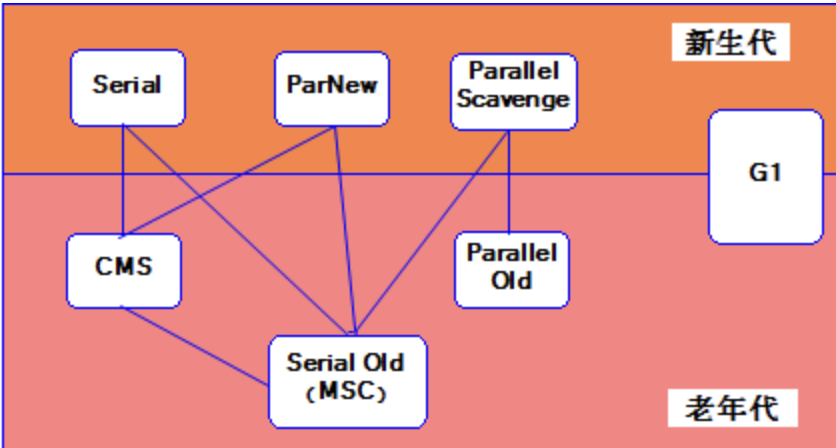 新生代
Serial
ParNew
Parallel
Scavenge
G1
CMS
Parallel
Old
Serial Old
(MSC)
老年代